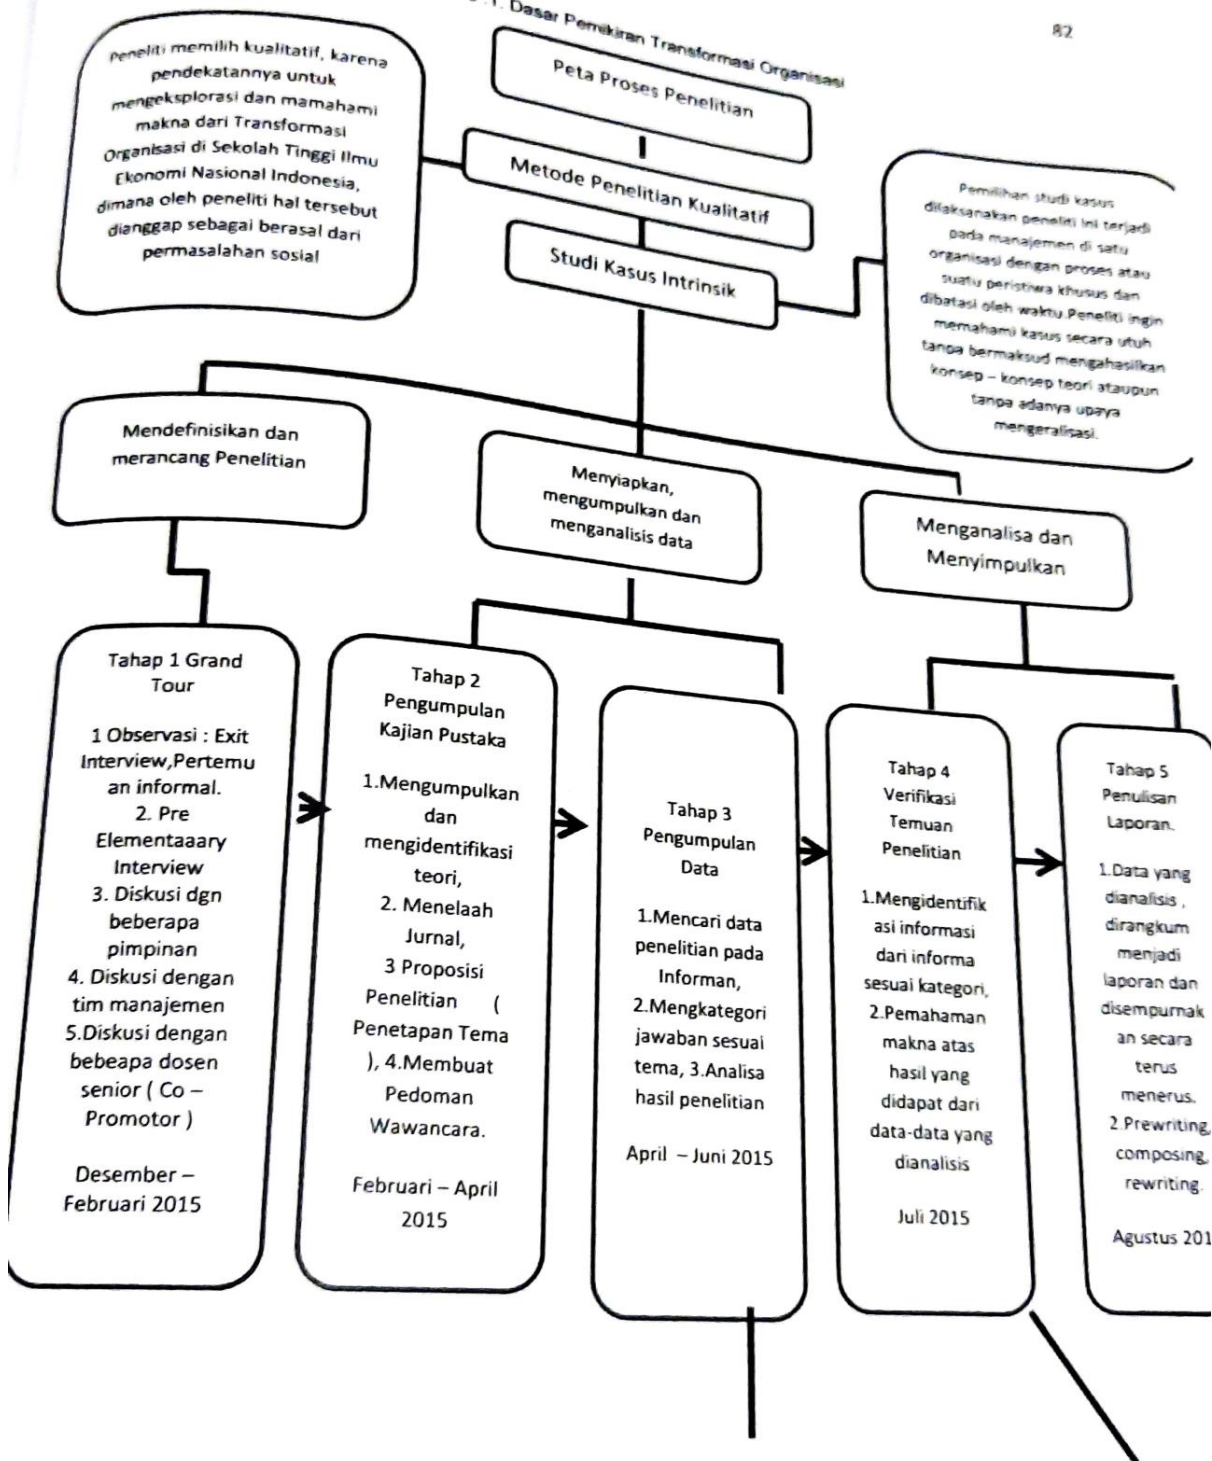 .1. Dasar Pemikiran Transformasi Organisasi
82
Peta Proses Penelitian
Peneliti memilih kualitatif, karena
pendekatannya untuk
mengeksplorasi dan mamahami
makna dari Transformasi
Organisasi di Sekolah Tinggi Ilmu
Ekonomi Nasional Indonesia,
dimana oleh peneliti hal tersebut
dianggap sebagai berasal dari
permasalahan sosial
Metode Penelitian Kualitatif
Studi Kasus Intrinsik
Pemilihan studi kasus
dilaksanakan peneliti ini terjadi
pada manajemen di satu
organisasi dengan proses atau
suatu peristiwa khusus dan
dibatasi oleh waktu.Peneliti ingin
memahami kasus secara utuh
tanpa bermaksud mengahasilkan
konsep – konsep teori ataupun
tanpa adanya upaya
mengeralisasi.
Mendefinisikan dan
merancang Penelitian
Menyiapkan,
mengumpulkan dan
menganalisis data
Menganalisa dan
Menyimpulkan
Tahap 1 Grand
Tour
1 Observasi : Exit
Interview,Pertemu
an informal.
2. Pre
Elementaaary
Interview
3. Diskusi dgn
beberapa
pimpinan
4. Diskusi dengan
tim manajemen
5.Diskusi dengan
bebeapa dosen
senior ( Co –
Promotor )
Desember –
Februari 2015
Tahap 2
Pengumpulan
Kajian Pustaka
1.Mengumpulkan
dan
mengidentifikasi
teori,
2. Menelaah
Jurnal,
3 Proposisi
Penelitian (
Penetapan Tema
), 4.Membuat
Pedoman
Wawancara.
Februari – April
2015
Tahap 3
Pengumpulan
Data
1.Mencari data
penelitian pada
Informan,
2.Mengkategori
jawaban sesuai
tema, 3.Analisa
hasil penelitian
April – Juni 2015
Tahap 4
Verifikasi
Temuan
Penelitian
1.Mengidentifik
asi informasi
dari informa
sesuai kategori,
2.Pemahaman
makna atas
hasil yang
didapat dari
data-data yang
dianalisis
Juli 2015
Tahap 5
Penulisan
Laporan.
1.Data yang
dianalisis ,
dirangkum
menjadi
laporan dan
disempurnak
an secara
terus
menerus.
2.Prewriting,
composing,
rewriting.
Agustus 201